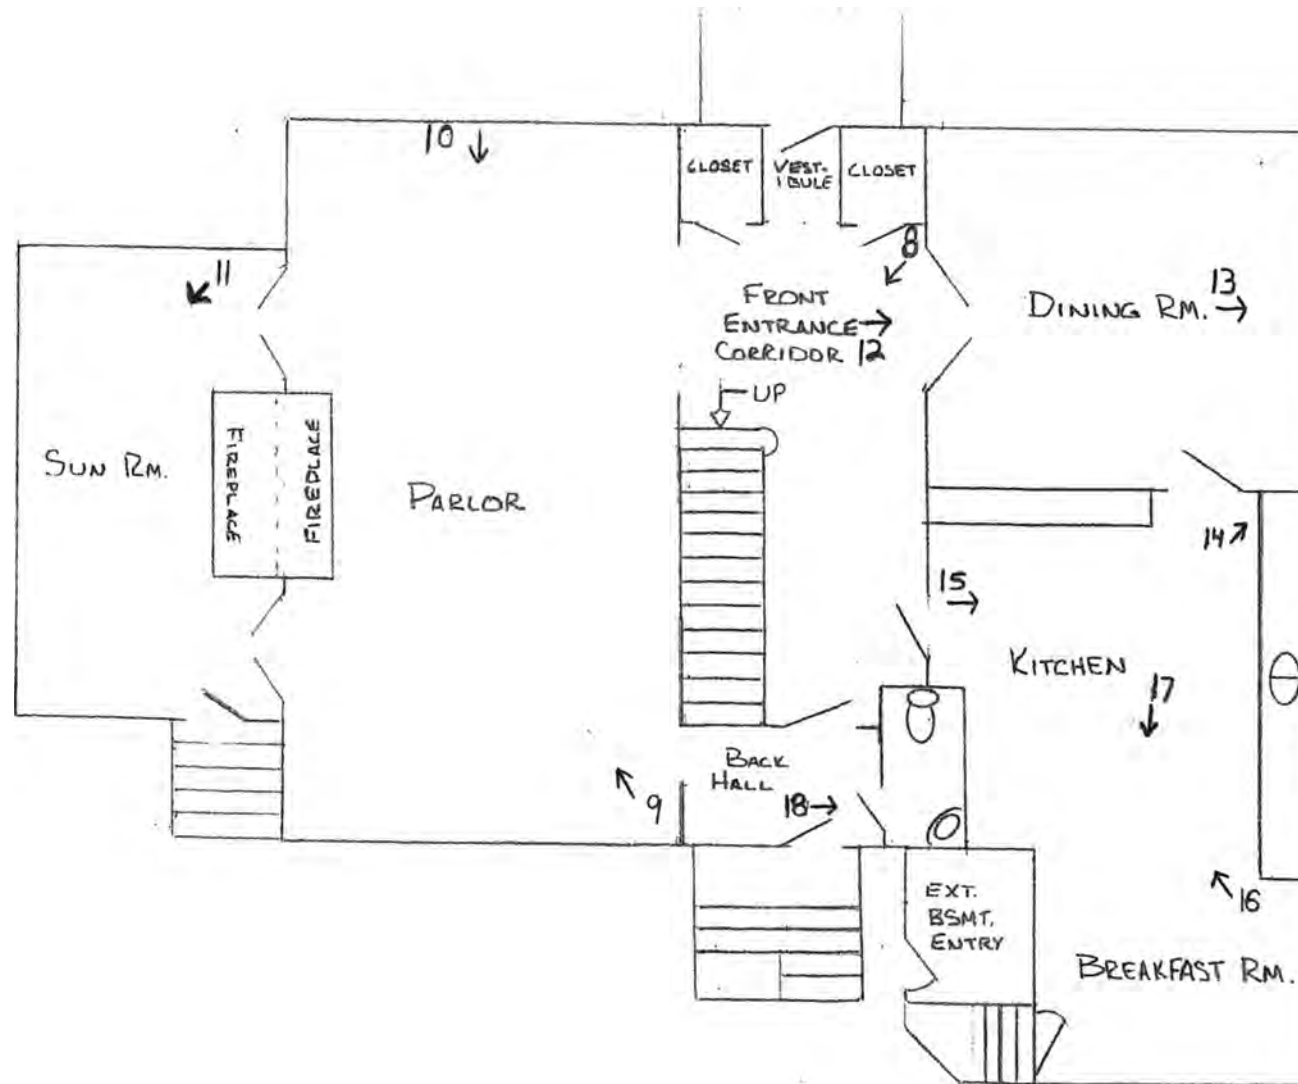 10
CLOSET
VEST-
IBULE
CLOSET
8
11
FRONT
ENTRANCE
CORRIDOR 12
DINING RM.
13
UP
SUN RM.
FIREPLACE
FIREPLACE
PARLOR
14
15
KITCHEN
17
BACK
HALL
18
9
16
EXT.
BSMT.
ENTRY
BREAKFAST RM.